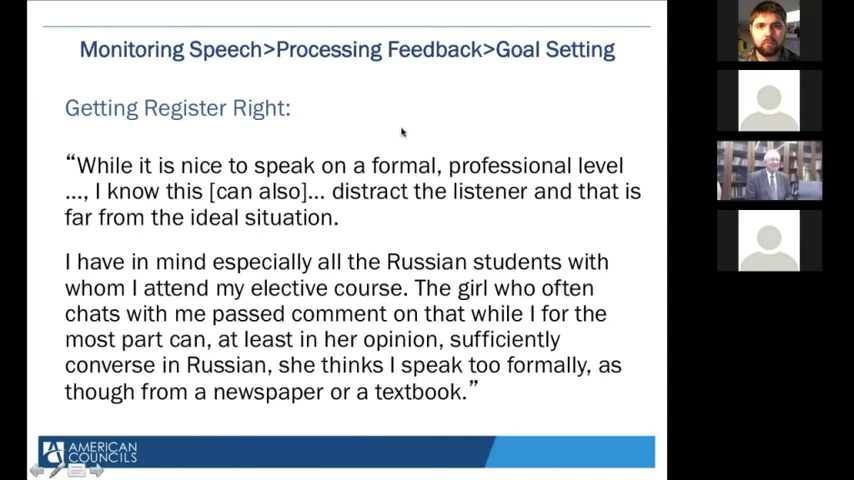 Monitoring Speech>Processing Feedback>Goal Setting
Getting Register Right:
“While it is nice to speak on a formal, professional level
..., I know this [can also]... distract the listener and that is
far from the ideal situation.
I have in mind especially all the Russian students with
whom I attend my elective course. The girl who often
chats with me passed comment on that while I for the
most part can, at least in her opinion, sufficiently
converse in Russian, she thinks I speak too formally, as
though from a newspaper or a textbook.”
AMERICAN
COUNCILS